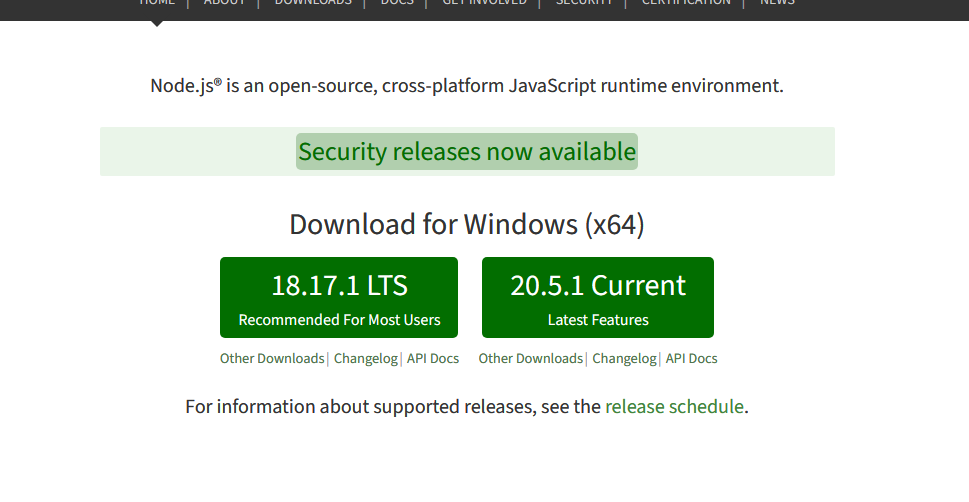 HOME | ABOUT | DOWNLOADS | DOCS | GET INVOLVED | SECURITY | CERTIFICATION | NEWS
Node.js® is an open-source, cross-platform JavaScript runtime environment.
Security releases now available
Download for Windows (x64)
18.17.1 LTS
Recommended For Most Users
20.5.1 Current
Latest Features
Other Downloads | Changelog | API Docs
Other Downloads | Changelog | API Docs
For information about supported releases, see the release schedule.